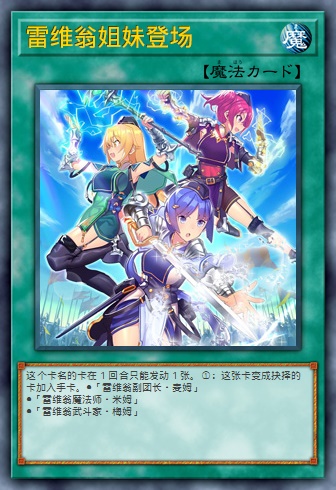 雷维翁姐妹登场
魔
【魔法カード】
这个卡名的卡在1回合只能发动1张。①：这张卡变成抉择的
卡加入手卡。●「雷维翁副团长·麦姆」
●「雷维翁魔法师·米姆」
●「雷维翁武斗家·梅姆」